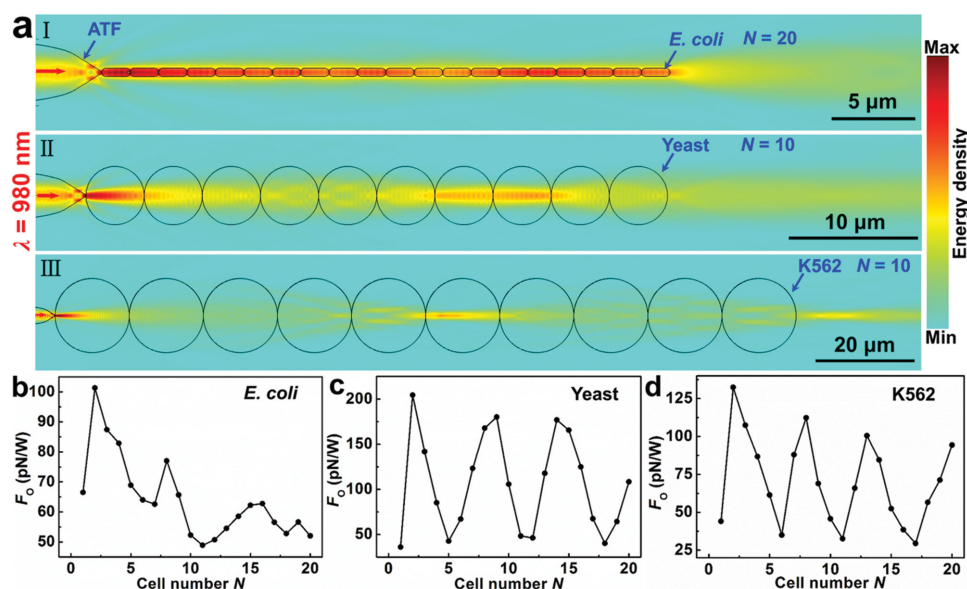 a
I
ATF
E. coli N = 20
5 µm
II
Yeast N = 10
10 µm
III
K562 N = 10
20 µm
λ = 980 nm
Max
Energy density
Min
b
E. coli
100
90
80
70
60
50
Fo (pN/W)
0 5 10 15 20
Cell number N
c
Yeast
200
150
100
50
Fo (pN/W)
0 5 10 15 20
Cell number N
d
K562
125
100
75
50
25
Fo (pN/W)
0 5 10 15 20
Cell number N